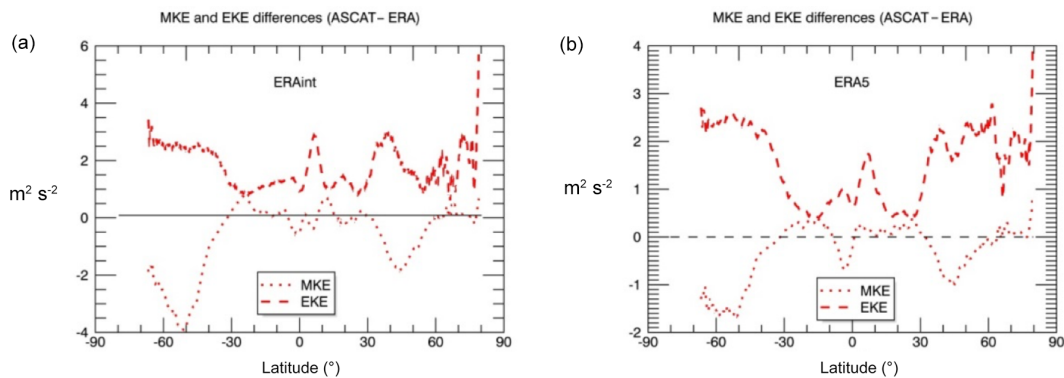 MKE and EKE differences (ASCAT– ERA)
(a)
6
ERAint
4
2
m² s⁻²
0
-2
MKE
EKE
-4
-90 -60 -30 0 30 60 90
Latitude (°)
MKE and EKE differences (ASCAT– ERA)
(b)
4
ERA5
3
2
m² s⁻²
1
0
-1
MKE
EKE
-2
-90 -60 -30 0 30 60 90
Latitude (°)